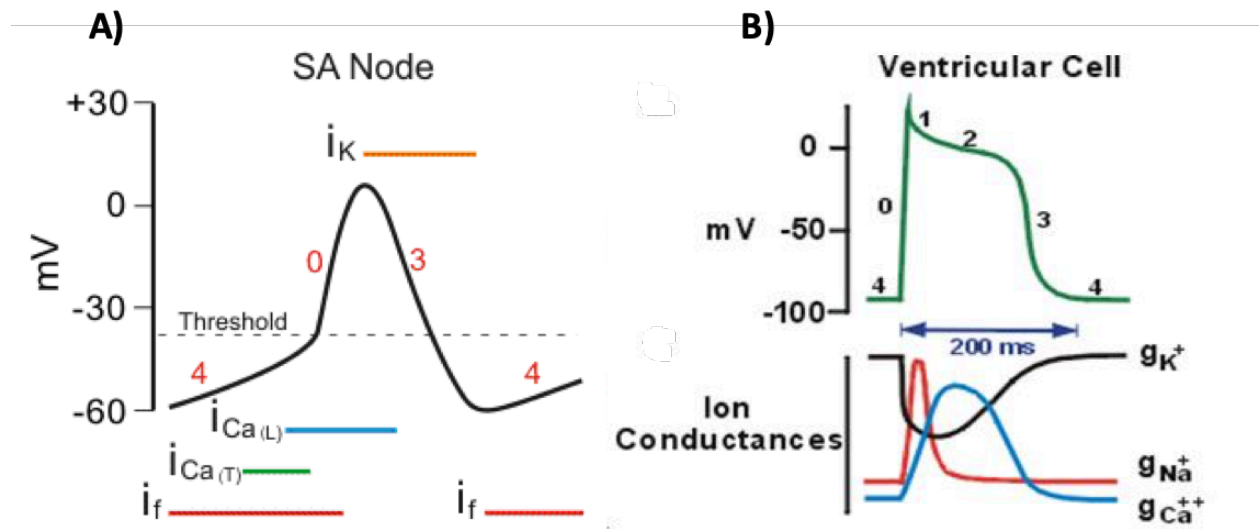 A)
SA Node
+30
0
-30
-60
mV
iK
0
3
Threshold
4
4
iCa(L)
iCa(T)
if
if
B)
Ventricular Cell
0
mV -50
-100
0
1
2
3
4
4
200 ms
Ion
Conductances
gK+
gNa+
gCa++